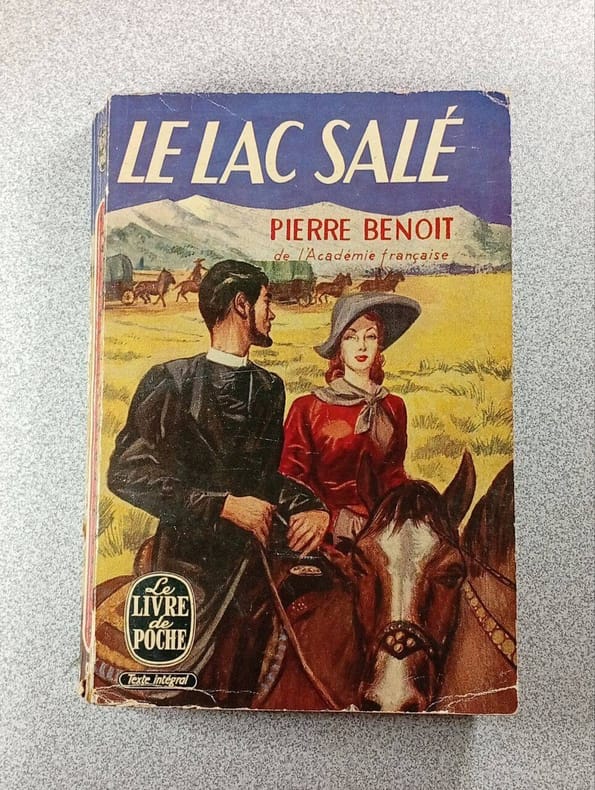 LE LAC SALÉ
PIERRE BENOIT
de l'Académie française
Le
LIVRE
de
POCHE
Texte intégral